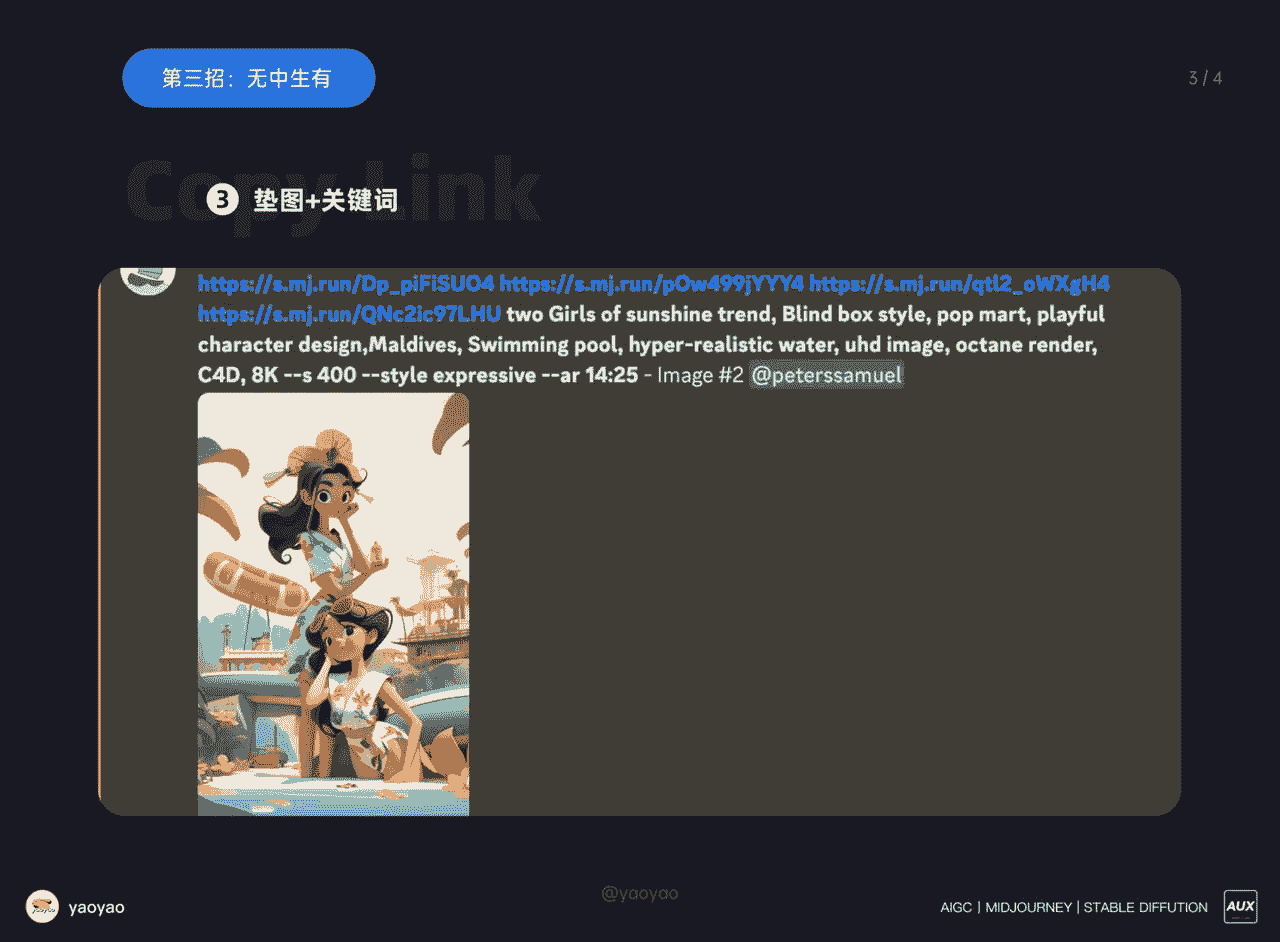 第三招：无中生有
3 / 4
Copy Link
3 垫图+关键词
https://s.mj.run/Dp_piFiSUO4 https://s.mj.run/pOw499jYYY4 https://s.mj.run/qtl2_oWXgH4
https://s.mj.run/QNc2ic97LHU two Girls of sunshine trend, Blind box style, pop mart, playful
character design,Maldives, Swimming pool, hyper-realistic water, uhd image, octane render,
C4D, 8K --s 400 --style expressive --ar 14:25 - Image #2 @peterssamuel
@yaoyao
yaoyao
AIGC | MIDJOURNEY | STABLE DIFFUTION
AUX